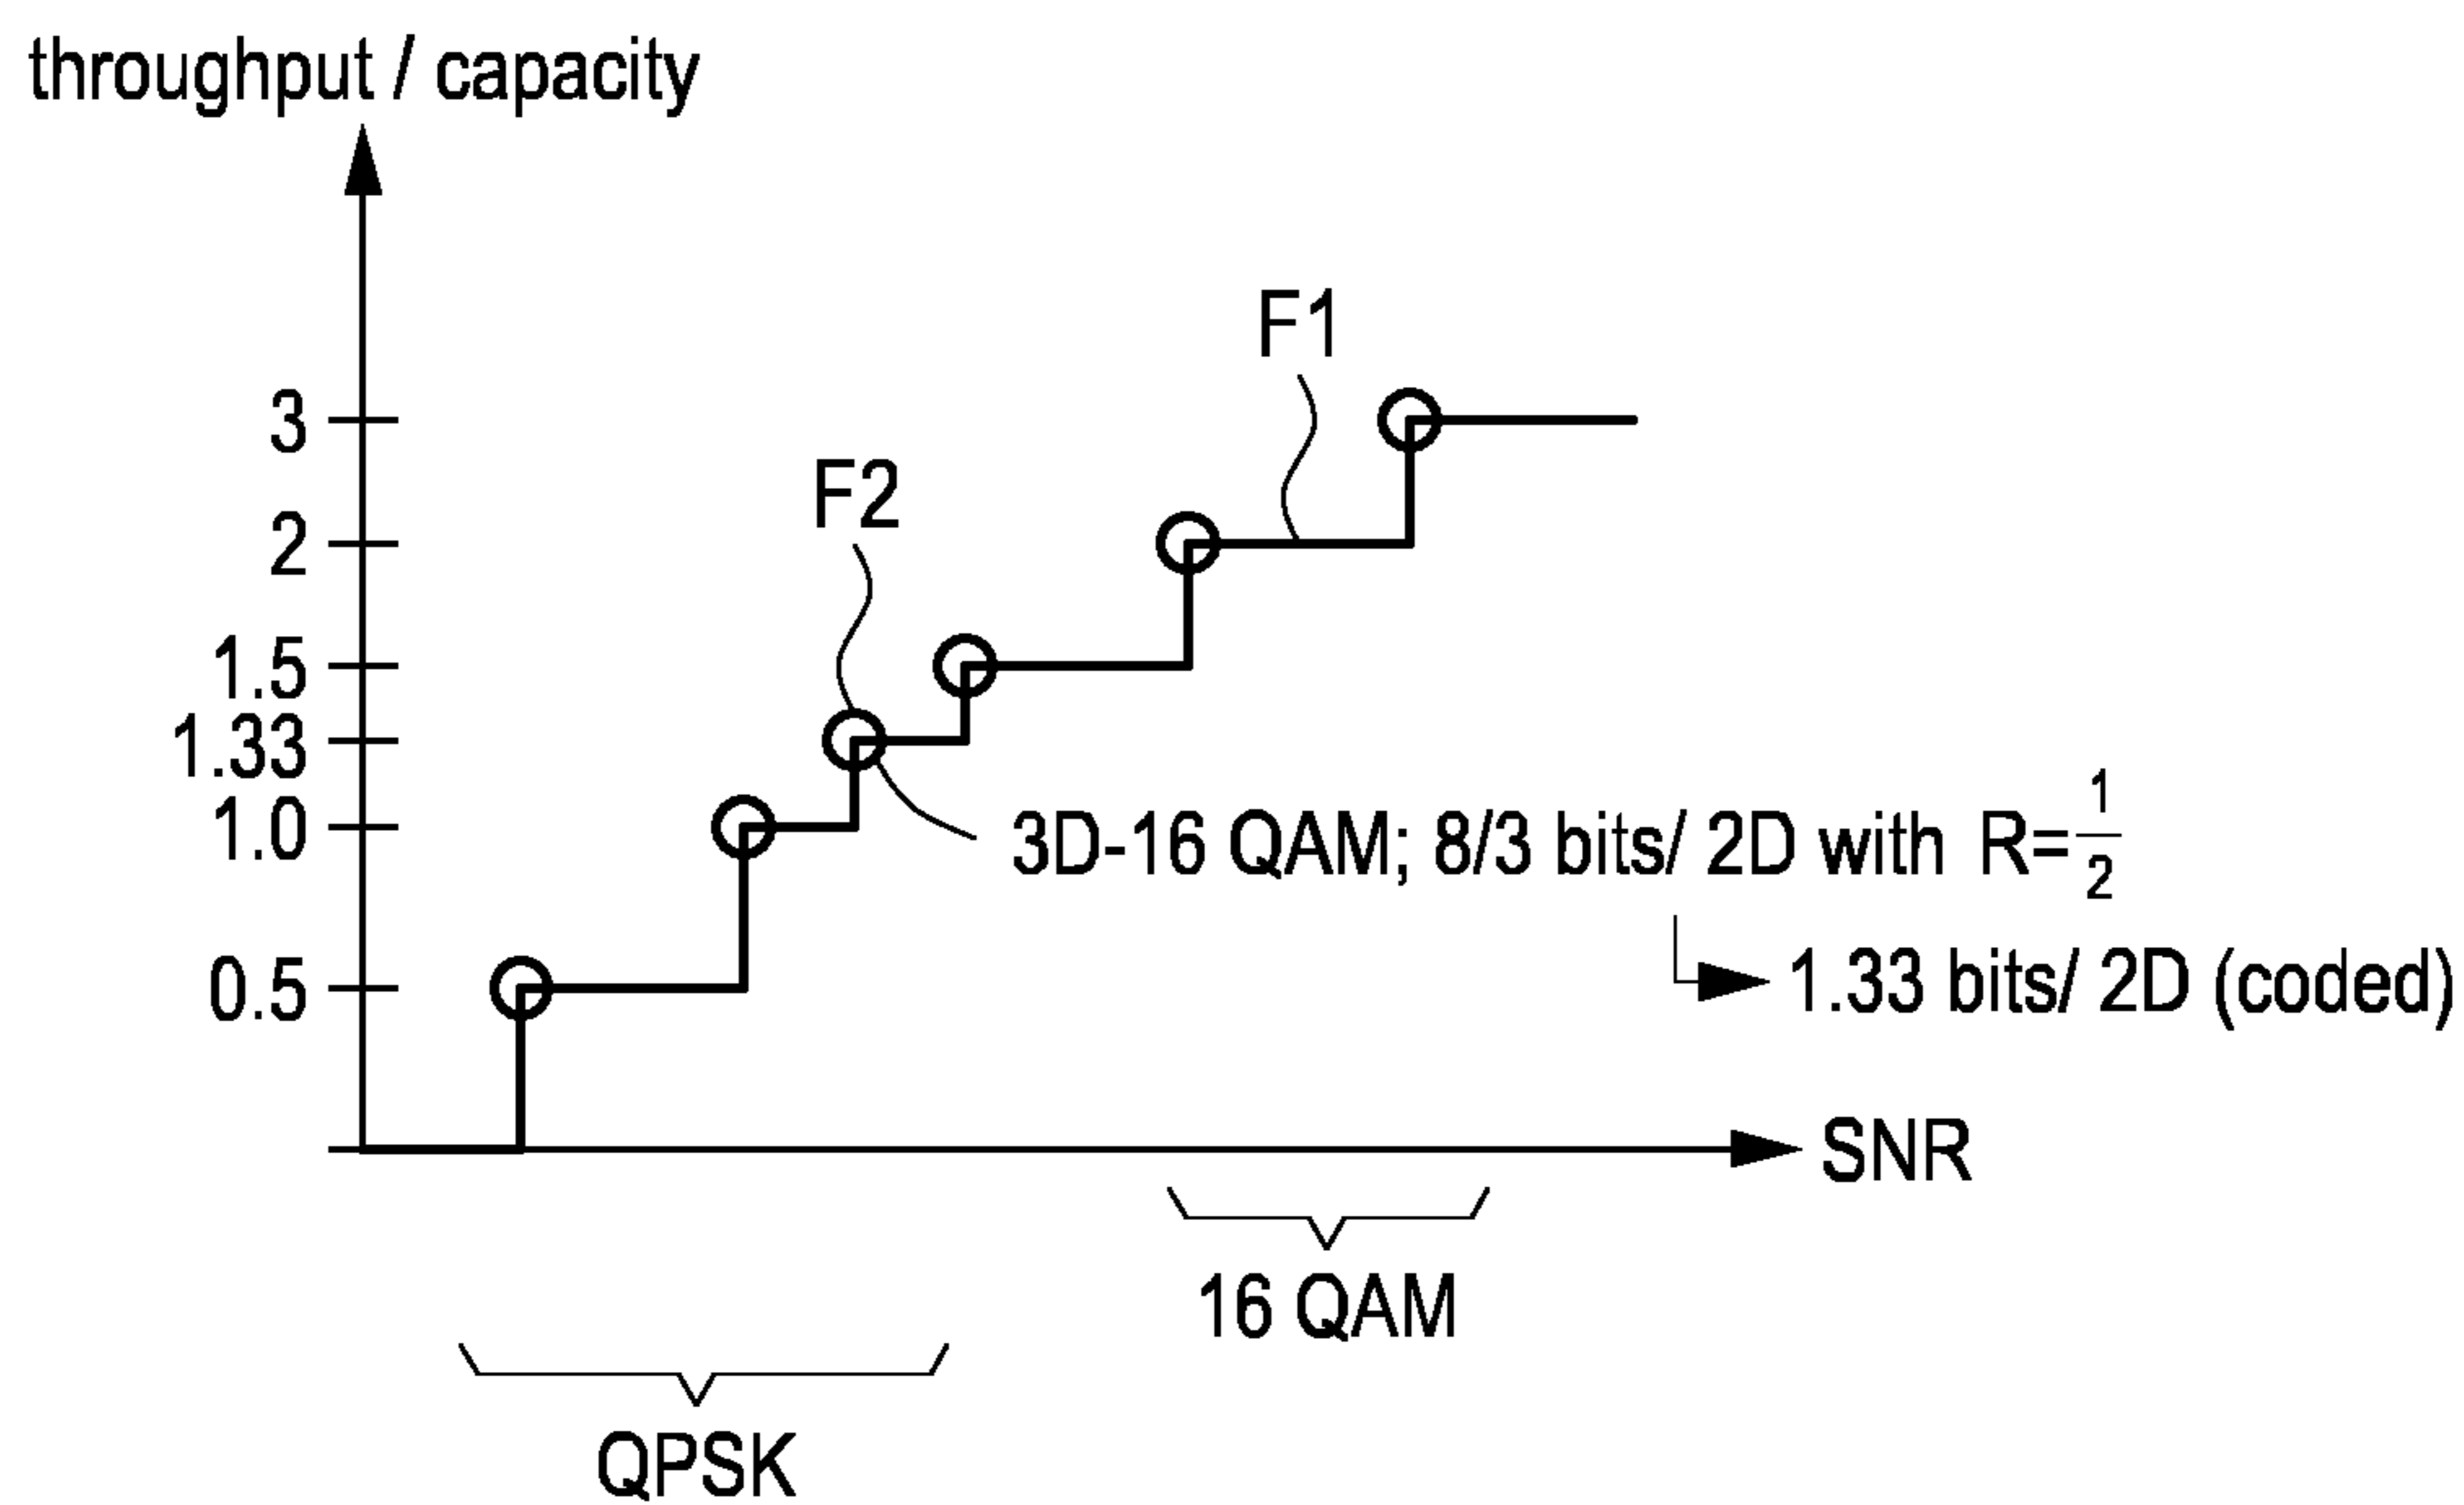 throughput / capacity
F1
3
F2
2
1.5
1.33
1.0
3D-16 QAM; 8/3 bits/ 2D with R=1/2
1.33 bits/ 2D (coded)
0.5
SNR
16 QAM
QPSK